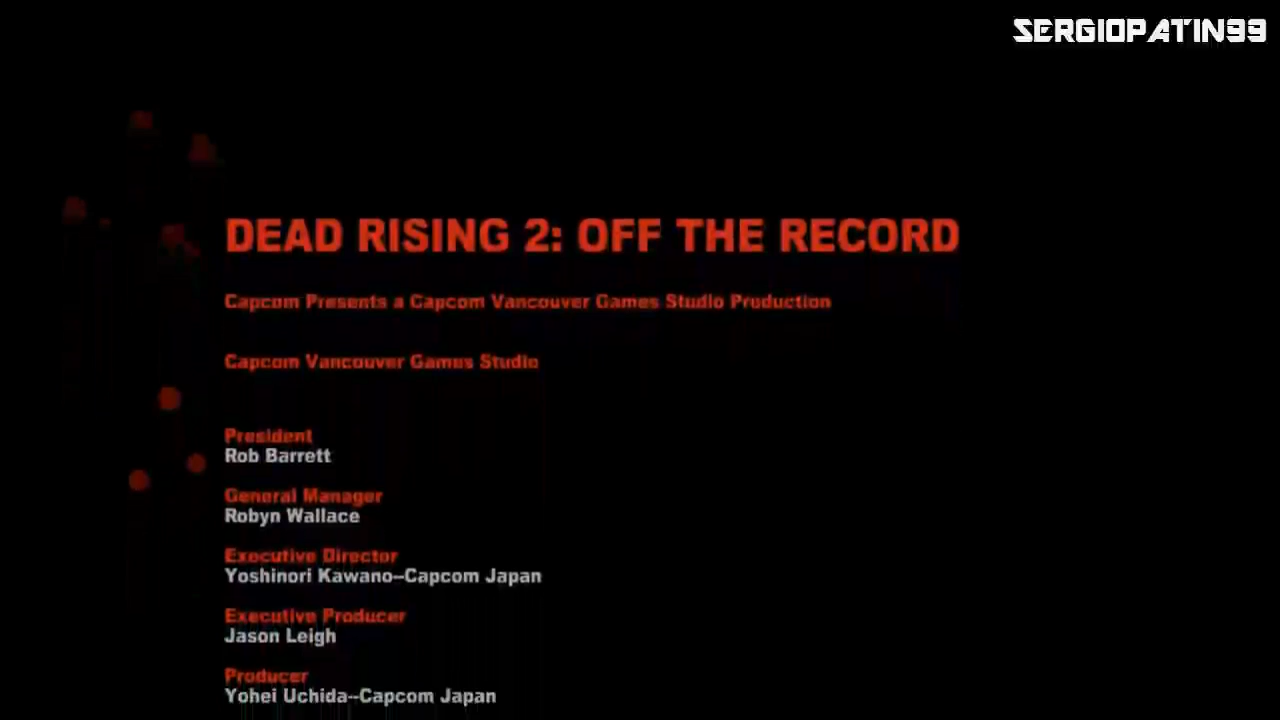 SERGIOPATIN99
DEAD RISING 2: OFF THE RECORD
Capcom Presents a Capcom Vancouver Games Studio Production
Capcom Vancouver Games Studio
President
Rob Barrett
General Manager
Robyn Wallace
Executive Director
Yoshinori Kawano--Capcom Japan
Executive Producer
Jason Leigh
Producer
Yohei Uchida--Capcom Japan